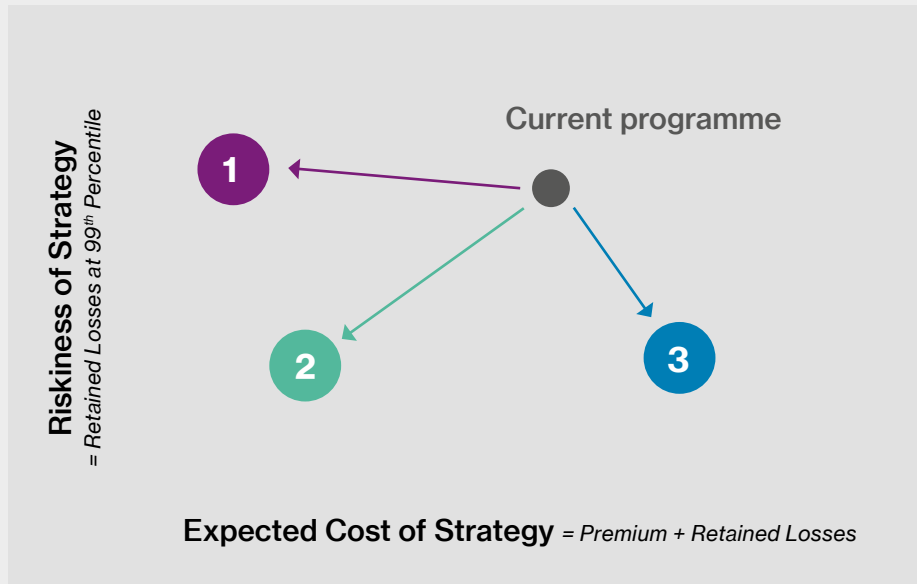 Current programme
1
2
3
Riskiness of Strategy
= Retained Losses at 99th Percentile
Expected Cost of Strategy = Premium + Retained Losses